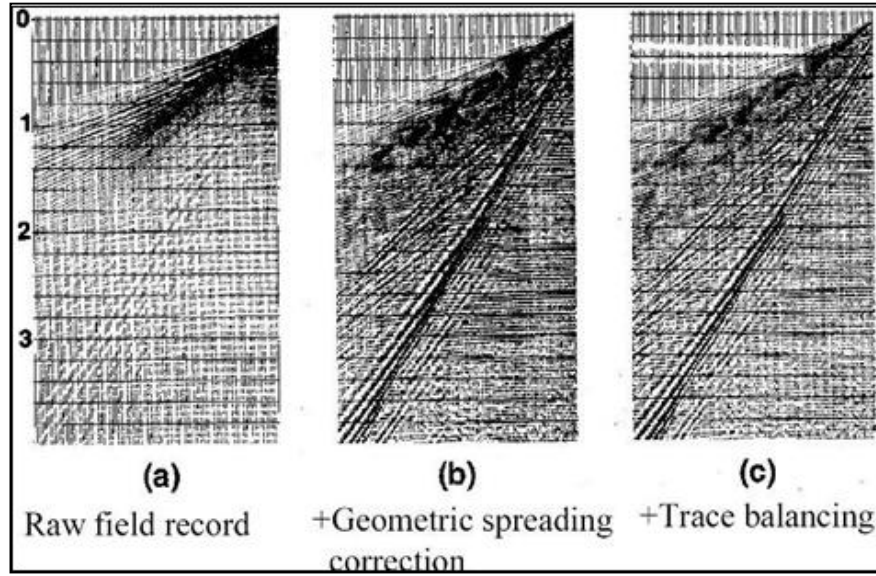 0
1
2
3
(a)
(b)
(c)
Raw field record
+Geometric spreading
correction
+Trace balancing